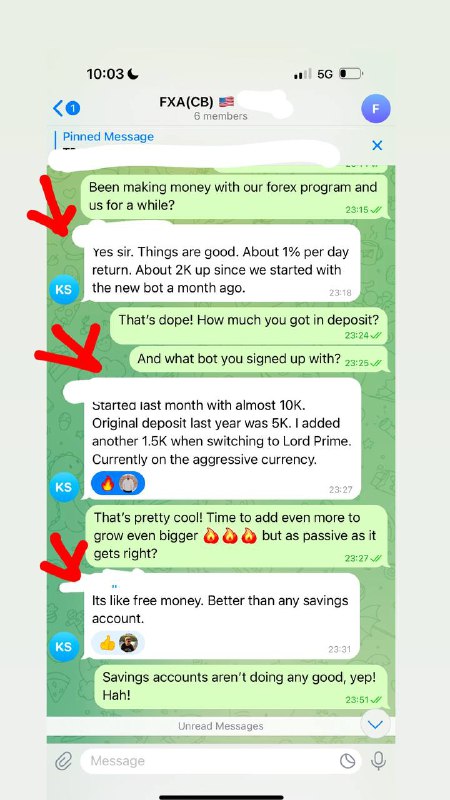 10:03
5G
1
FXA(CB) 🇺🇸
6 members
F
Pinned Message
Been making money with our forex program and
us for a while?
23:15
Yes sir. Things are good. About 1% per day
return. About 2K up since we started with
the new bot a month ago.
KS
23:18
That's dope! How much you got in deposit?
23:24
And what bot you signed up with?
23:25
Started last month with almost 10K.
Original deposit last year was 5K. I added
another 1.5K when switching to Lord Prime.
Currently on the aggressive currency.
KS
🔥
23:27
That's pretty cool! Time to add even more to
grow even bigger 🔥🔥🔥 but as passive as it
gets right?
23:27
Its like free money. Better than any savings
account.
KS
👍
23:31
Savings accounts aren't doing any good, yep!
Hah!
23:51
Unread Messages
Message